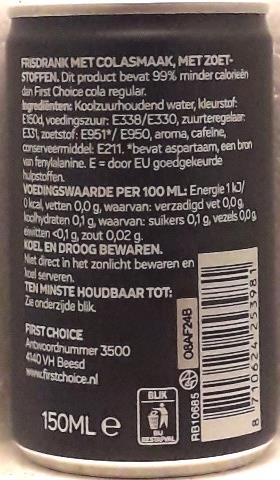 FRISDRANK MET COLASMAAK, MET ZOET-
STOFFEN. Dit product bevat 99% minder calorieën
dan First Choice cola regular.
Ingrediënten: Koolzuurhoudend water, kleurstof:
E150d, voedingszuur: E338/E330, zuurteregelaar:
E331, zoetstof: E951*/ E950, aroma, cafeïne,
conserveermiddel: E211. *bevat aspartaam, een bron
van fenylalanine. E = door EU goedgekeurde
hulpstoffen.
VOEDINGSWAARDE PER 100 ML: Energie 1 kJ/
0 kcal, vetten 0,0 g, waarvan: verzadigd vet 0,0 g,
koolhydraten 0,1 g, waarvan: suikers 0,1 g, vezels 0,0 g,
eiwitten <0,1 g, zout 0,02 g.
KOEL EN DROOG BEWAREN.
Niet direct in het zonlicht bewaren en
koel serveren.
TEN MINSTE HOUDBAAR TOT:
Zie onderzijde blik.
FIRST CHOICE
Antwoordnummer 3500
4140 VH Beesd
www.firstchoice.nl
150ML e
BLIK
BIJ
RESTAFVAL
RB10685
08AF24B
8 710624 253981